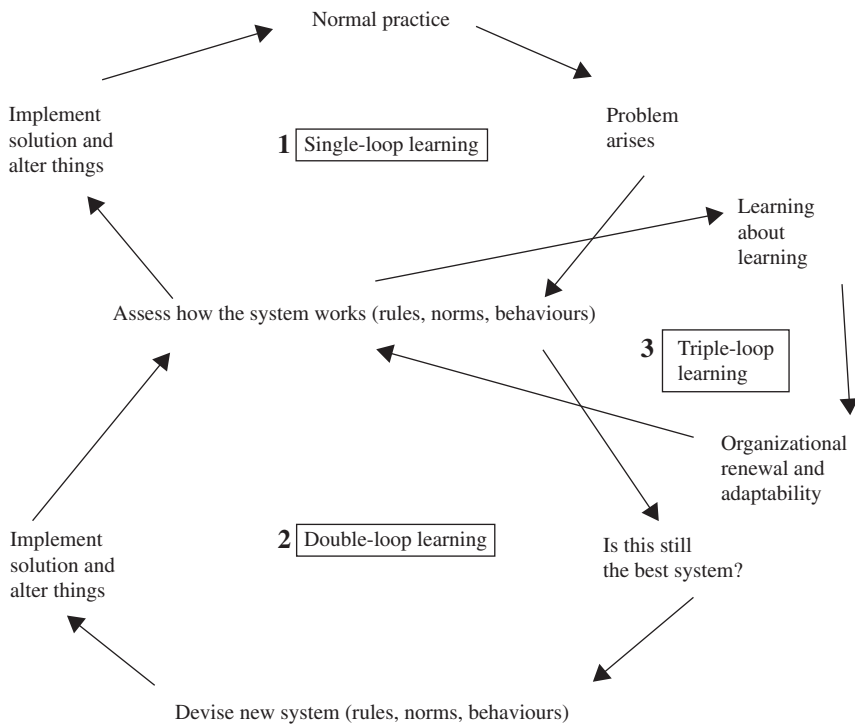 Normal practice
Implement
solution and
alter things
1 Single-loop learning
Problem
arises
Learning
about
learning
Assess how the system works (rules, norms, behaviours)
3 Triple-loop
learning
Organizational
renewal and
adaptability
Implement
solution and
alter things
2 Double-loop learning
Is this still
the best system?
Devise new system (rules, norms, behaviours)